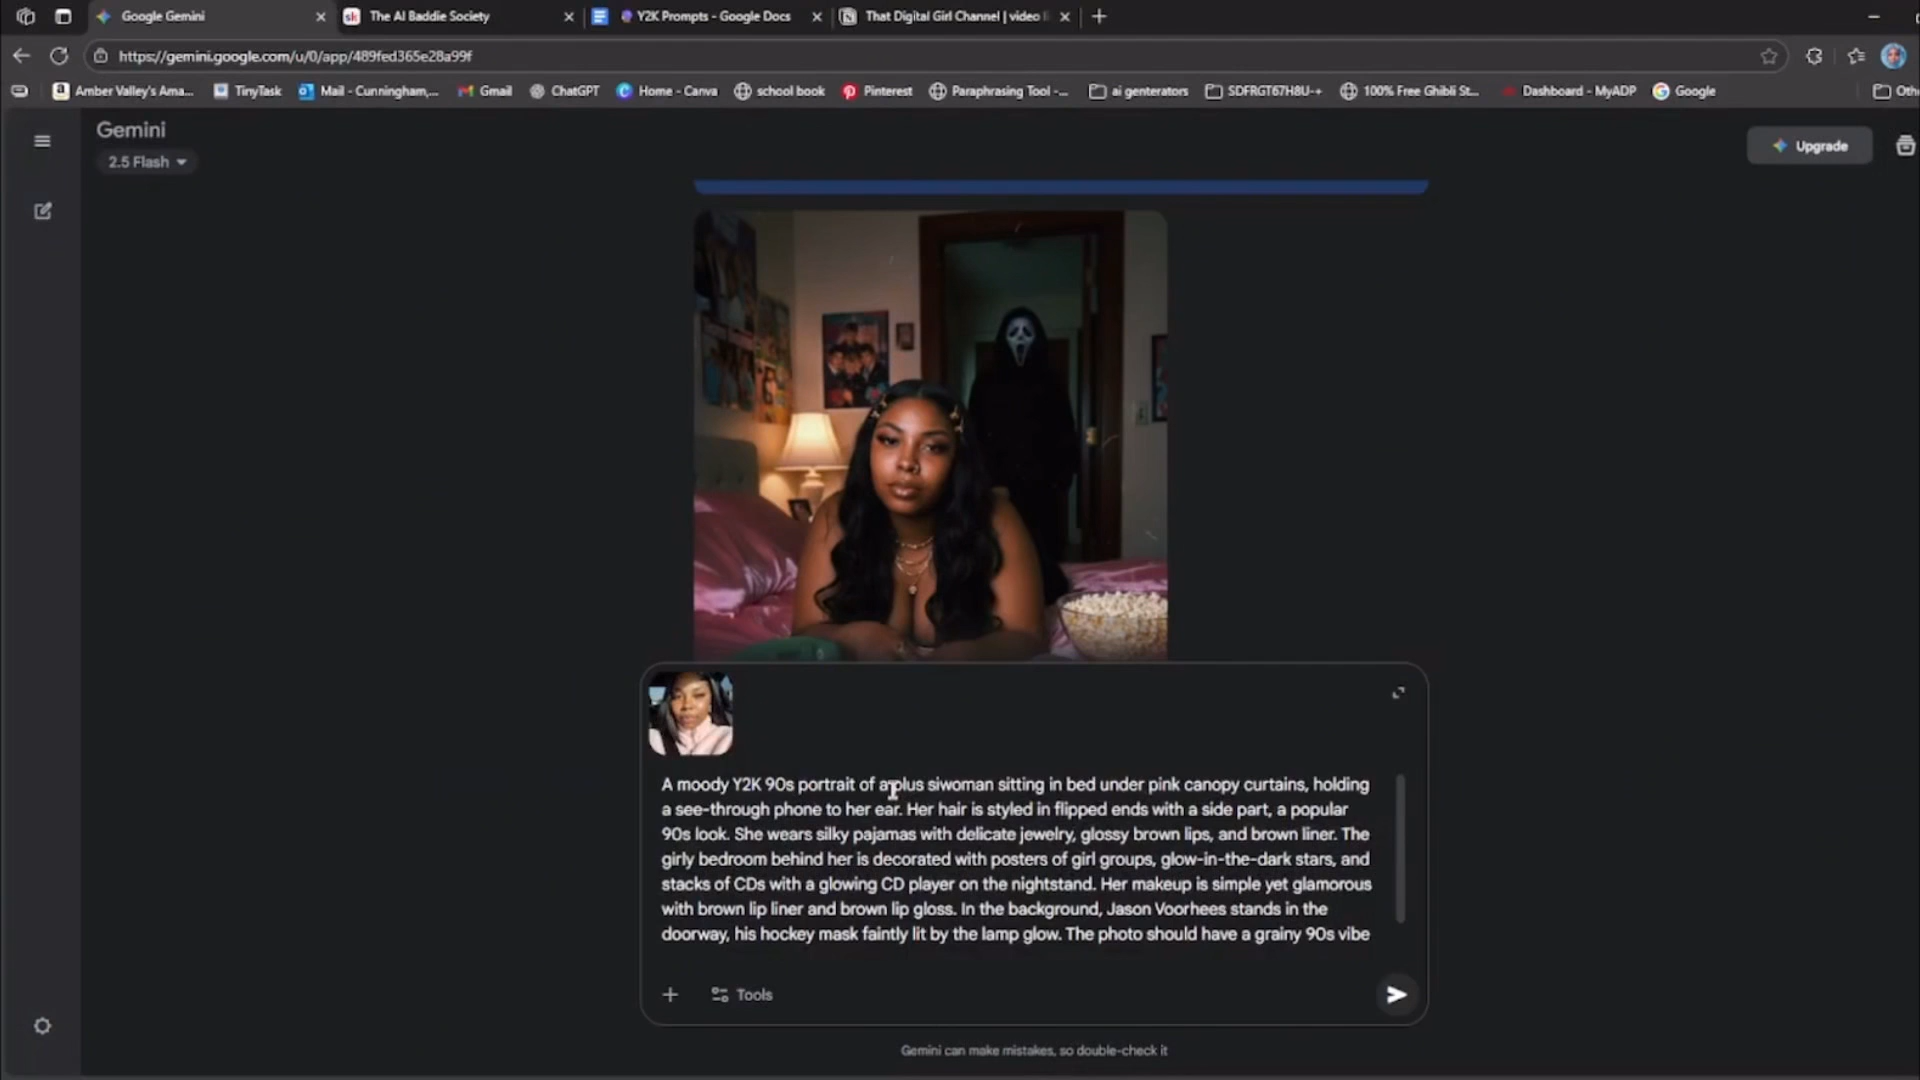 Google Gemini
The AI Baddie Society
Y2K Prompts - Google Docs
That Digital Girl Channel | video
https://gemini.google.com/u/0/app/489fed365e28a99f
Amber Valley's Ama...
TinyTask
Mail - Cunningham,...
Gmail
ChatGPT
Home - Canva
school book
Pinterest
Paraphrasing Tool -...
ai genterators
SDFRGT67H8U-+
100% Free Ghibli St...
Dashboard - MyADP
Google
Oth
Gemini
2.5 Flash
Upgrade
A moody Y2K 90s portrait of a plus siwoman sitting in bed under pink canopy curtains, holding
a see-through phone to her ear. Her hair is styled in flipped ends with a side part, a popular
90s look. She wears silky pajamas with delicate jewelry, glossy brown lips, and brown liner. The
girly bedroom behind her is decorated with posters of girl groups, glow-in-the-dark stars, and
stacks of CDs with a glowing CD player on the nightstand. Her makeup is simple yet glamorous
with brown lip liner and brown lip gloss. In the background, Jason Voorhees stands in the
doorway, his hockey mask faintly lit by the lamp glow. The photo should have a grainy 90s vibe
Tools
Gemini can make mistakes, so double-check it